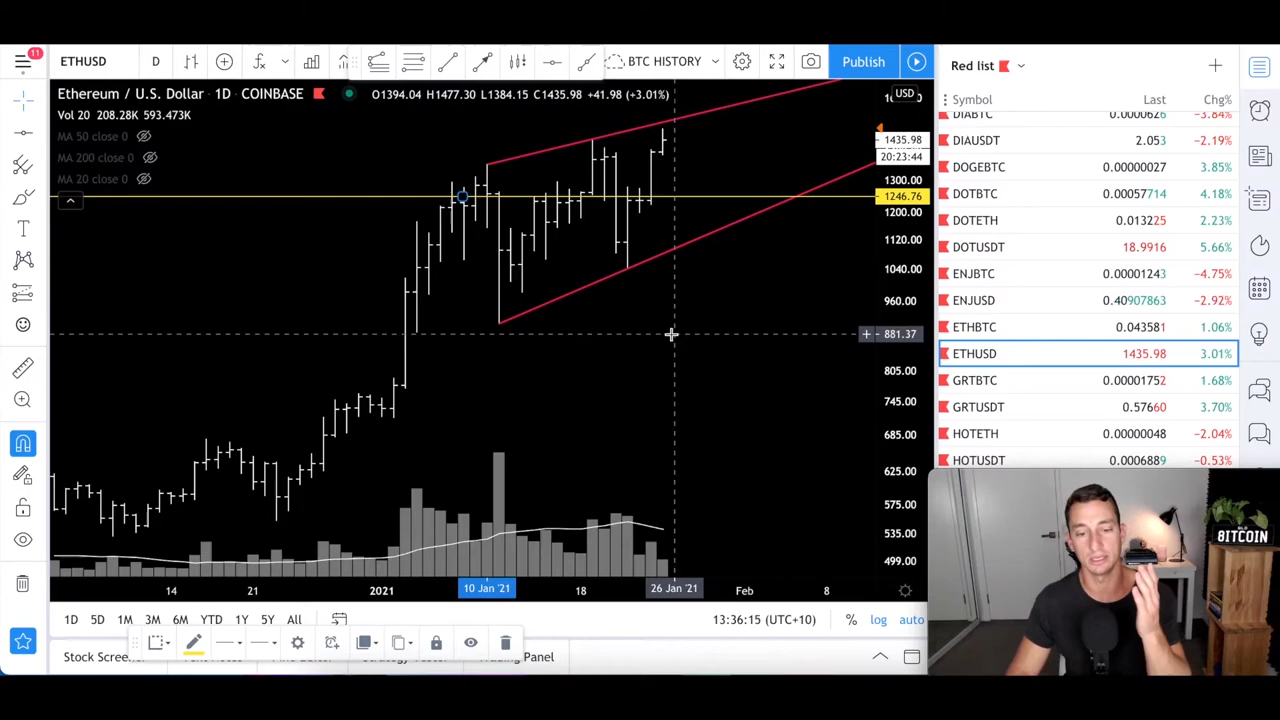 11
ETHUSD
D
BTC HISTORY
Publish
Red list
Ethereum / U.S. Dollar · 1D · COINBASE
O1394.04 H1477.30 L1384.15 C1435.98 +41.98 (+3.01%)
USD
Vol 20 208.28K 593.473K
MA 50 close 0
MA 200 close 0
MA 20 close 0
1435.98
20:23:44
1300.00
1246.76
1200.00
1120.00
1040.00
960.00
881.37
805.00
745.00
685.00
625.00
575.00
535.00
499.00
14
21
2021
10 Jan '21
18
26 Jan '21
Feb
8
1D 5D 1M 3M 6M YTD 1Y 5Y All
13:36:15 (UTC+10)
%
log
auto
Stock Screener
Trading Panel
Symbol Last Chg%
DIABTC 0.0000626 −3.84%
DIAUSDT 2.053 −2.19%
DOGEBTC 0.00000027 3.85%
DOTBTC 0.00057714 4.18%
DOTETH 0.013225 2.23%
DOTUSDT 18.9916 5.66%
ENJBTC 0.00001243 −4.75%
ENJUSD 0.40907863 −2.92%
ETHBTC 0.043581 1.06%
ETHUSD 1435.98 3.01%
GRTBTC 0.00001752 1.68%
GRTUSDT 0.57660 3.70%
HOTETH 0.00000048 −2.04%
HOTUSDT 0.0006889 −0.53%
8ITCOIN